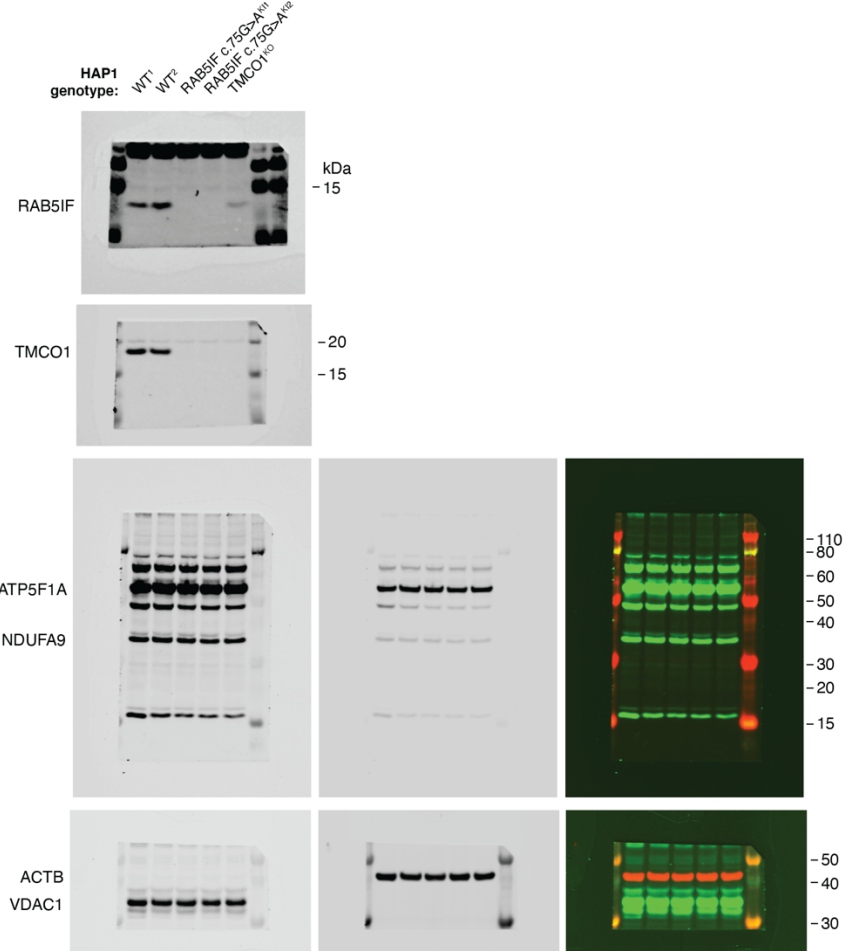 HAP1
genotype:
WT¹
WT²
RAB5IF c.75G>Aᴷᴵ¹
RAB5IF c.75G>Aᴷᴵ²
TMCO1ᴷᴼ
kDa
15
RAB5IF
20
TMCO1
15
110
80
60
ATP5F1A
50
40
NDUFA9
30
20
15
50
ACTB
40
VDAC1
30